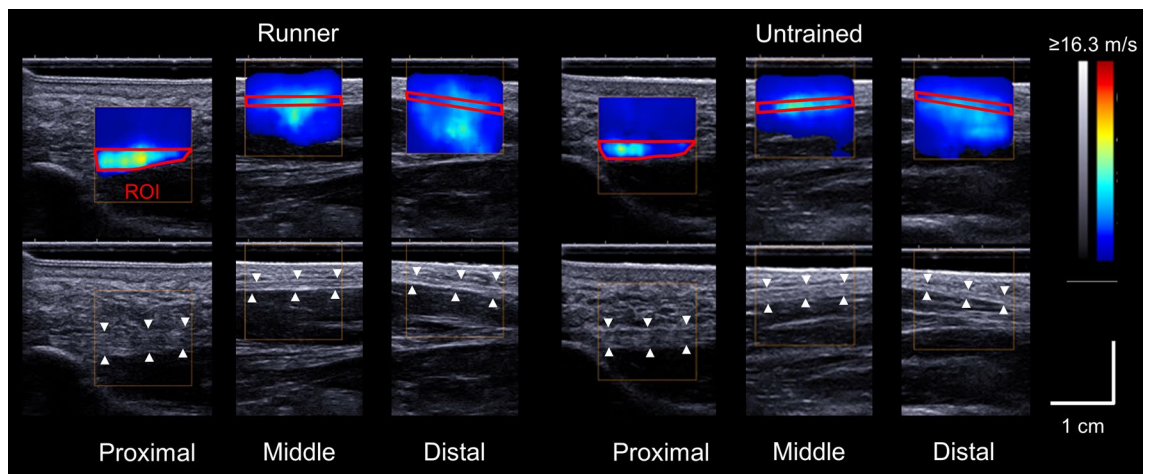 Runner
Untrained
≥16.3 m/s
ROI
1 cm
Proximal Middle Distal Proximal Middle Distal